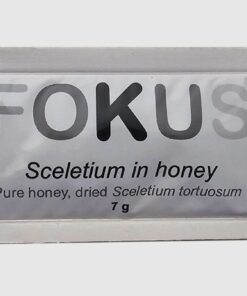 FOKUS
Sceletium in honey
Pure honey, dried Sceletium tortuosum
7 g